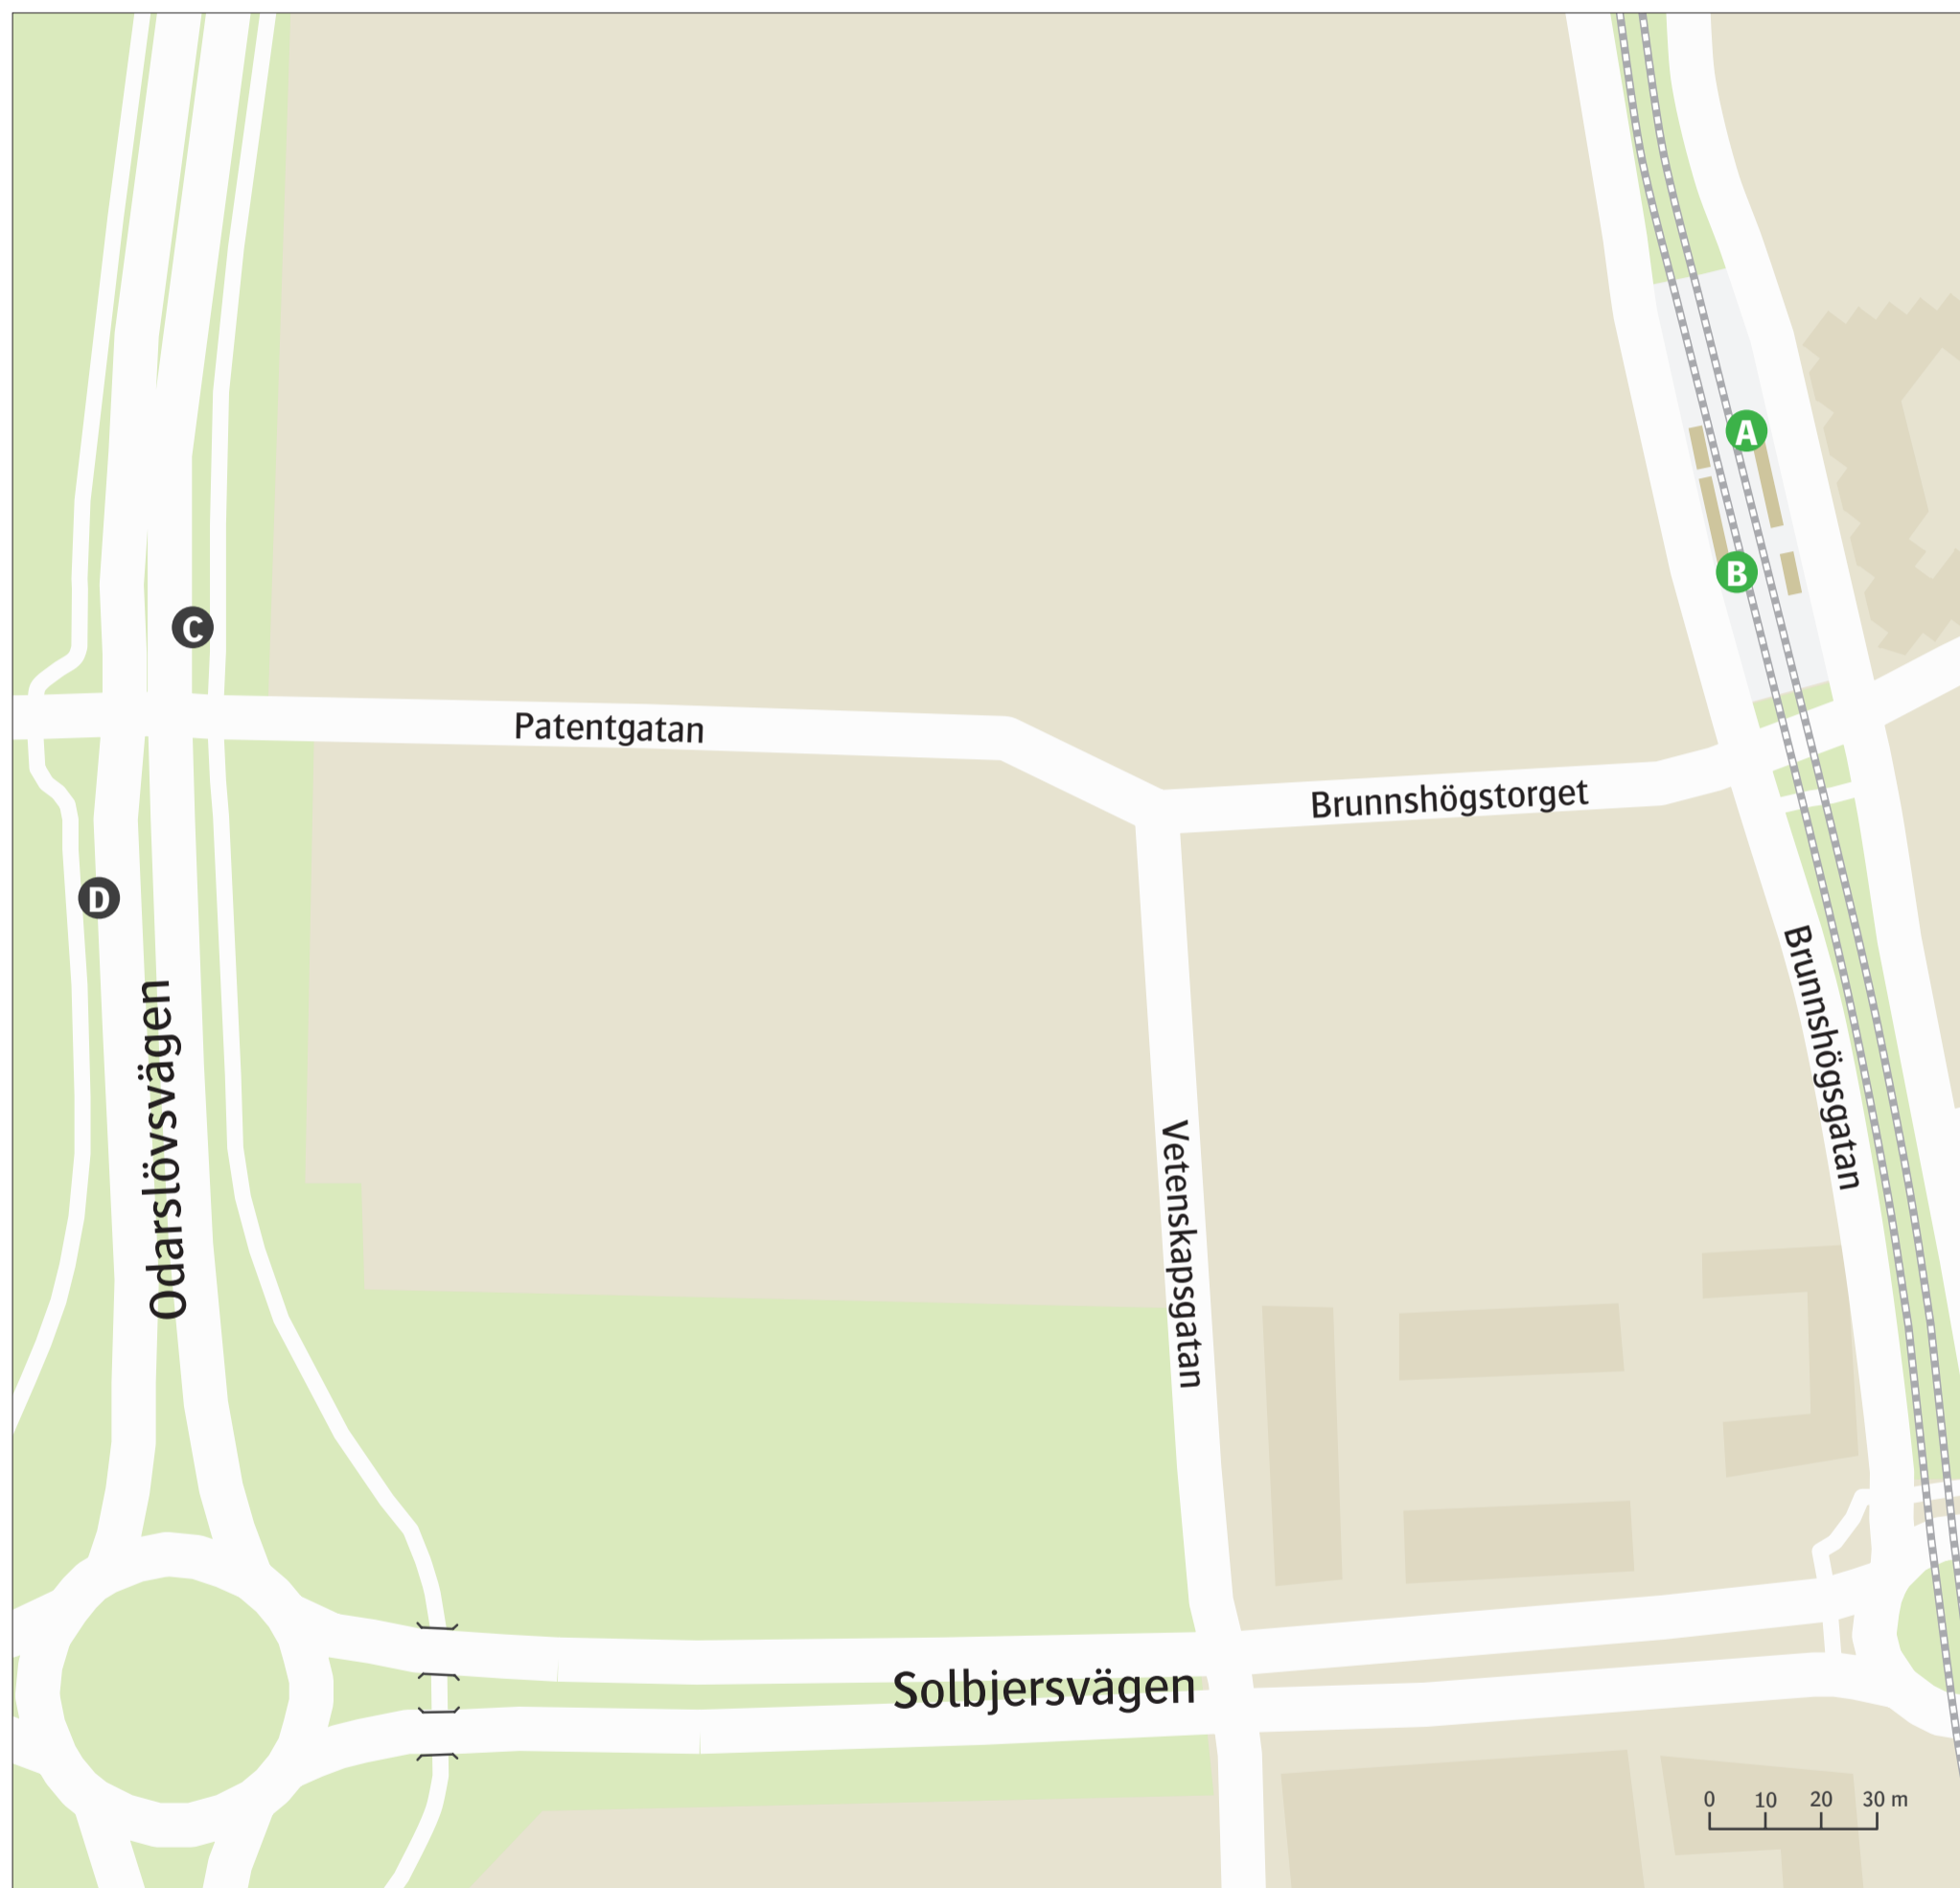 A
B
C
Patentgatan
Brunnshögstorget
D
Brunnshögsgatan
Odarslövsvägen
Vetenskapsgatan
Solbjersvägen
0 10 20 30 m